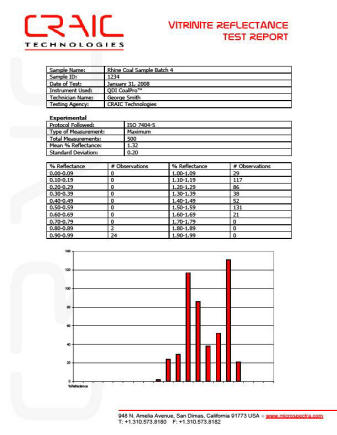 CRAIC
TECHNOLOGIES
VITRINITE REFLECTANCE
TEST REPORT
Sample Name: Rhine Coal Sample Batch 4
Sample ID: 1234
Date of Test: January 31, 2008
Instrument Used: QDI CoalPro™
Technician Name: George Smith
Testing Agency: CRAIC Technologies
Experimental
Protocol Followed: ISO 7404-5
Type of Measurement: Maximum
Total Measurements: 500
Mean % Reflectance: 1.32
Standard Deviation: 0.20
% Reflectance # Observations % Reflectance # Observations
0.00-0.09 0 1.00-1.09 29
0.10-0.19 0 1.10-1.19 117
0.20-0.29 0 1.20-1.29 86
0.30-0.39 0 1.30-1.39 38
0.40-0.49 0 1.40-1.49 52
0.50-0.59 0 1.50-1.59 131
0.60-0.69 0 1.60-1.69 21
0.70-0.79 0 1.70-1.79 0
0.80-0.89 2 1.80-1.89 0
0.90-0.99 24 1.90-1.99 0
140
120
100
80
60
40
20
0
%Reflectance
948 N. Amelia Avenue, San Dimas, California 91773 USA – www.microspectra.com
T: +1.310.573.8180 F: +1.310.573.8182